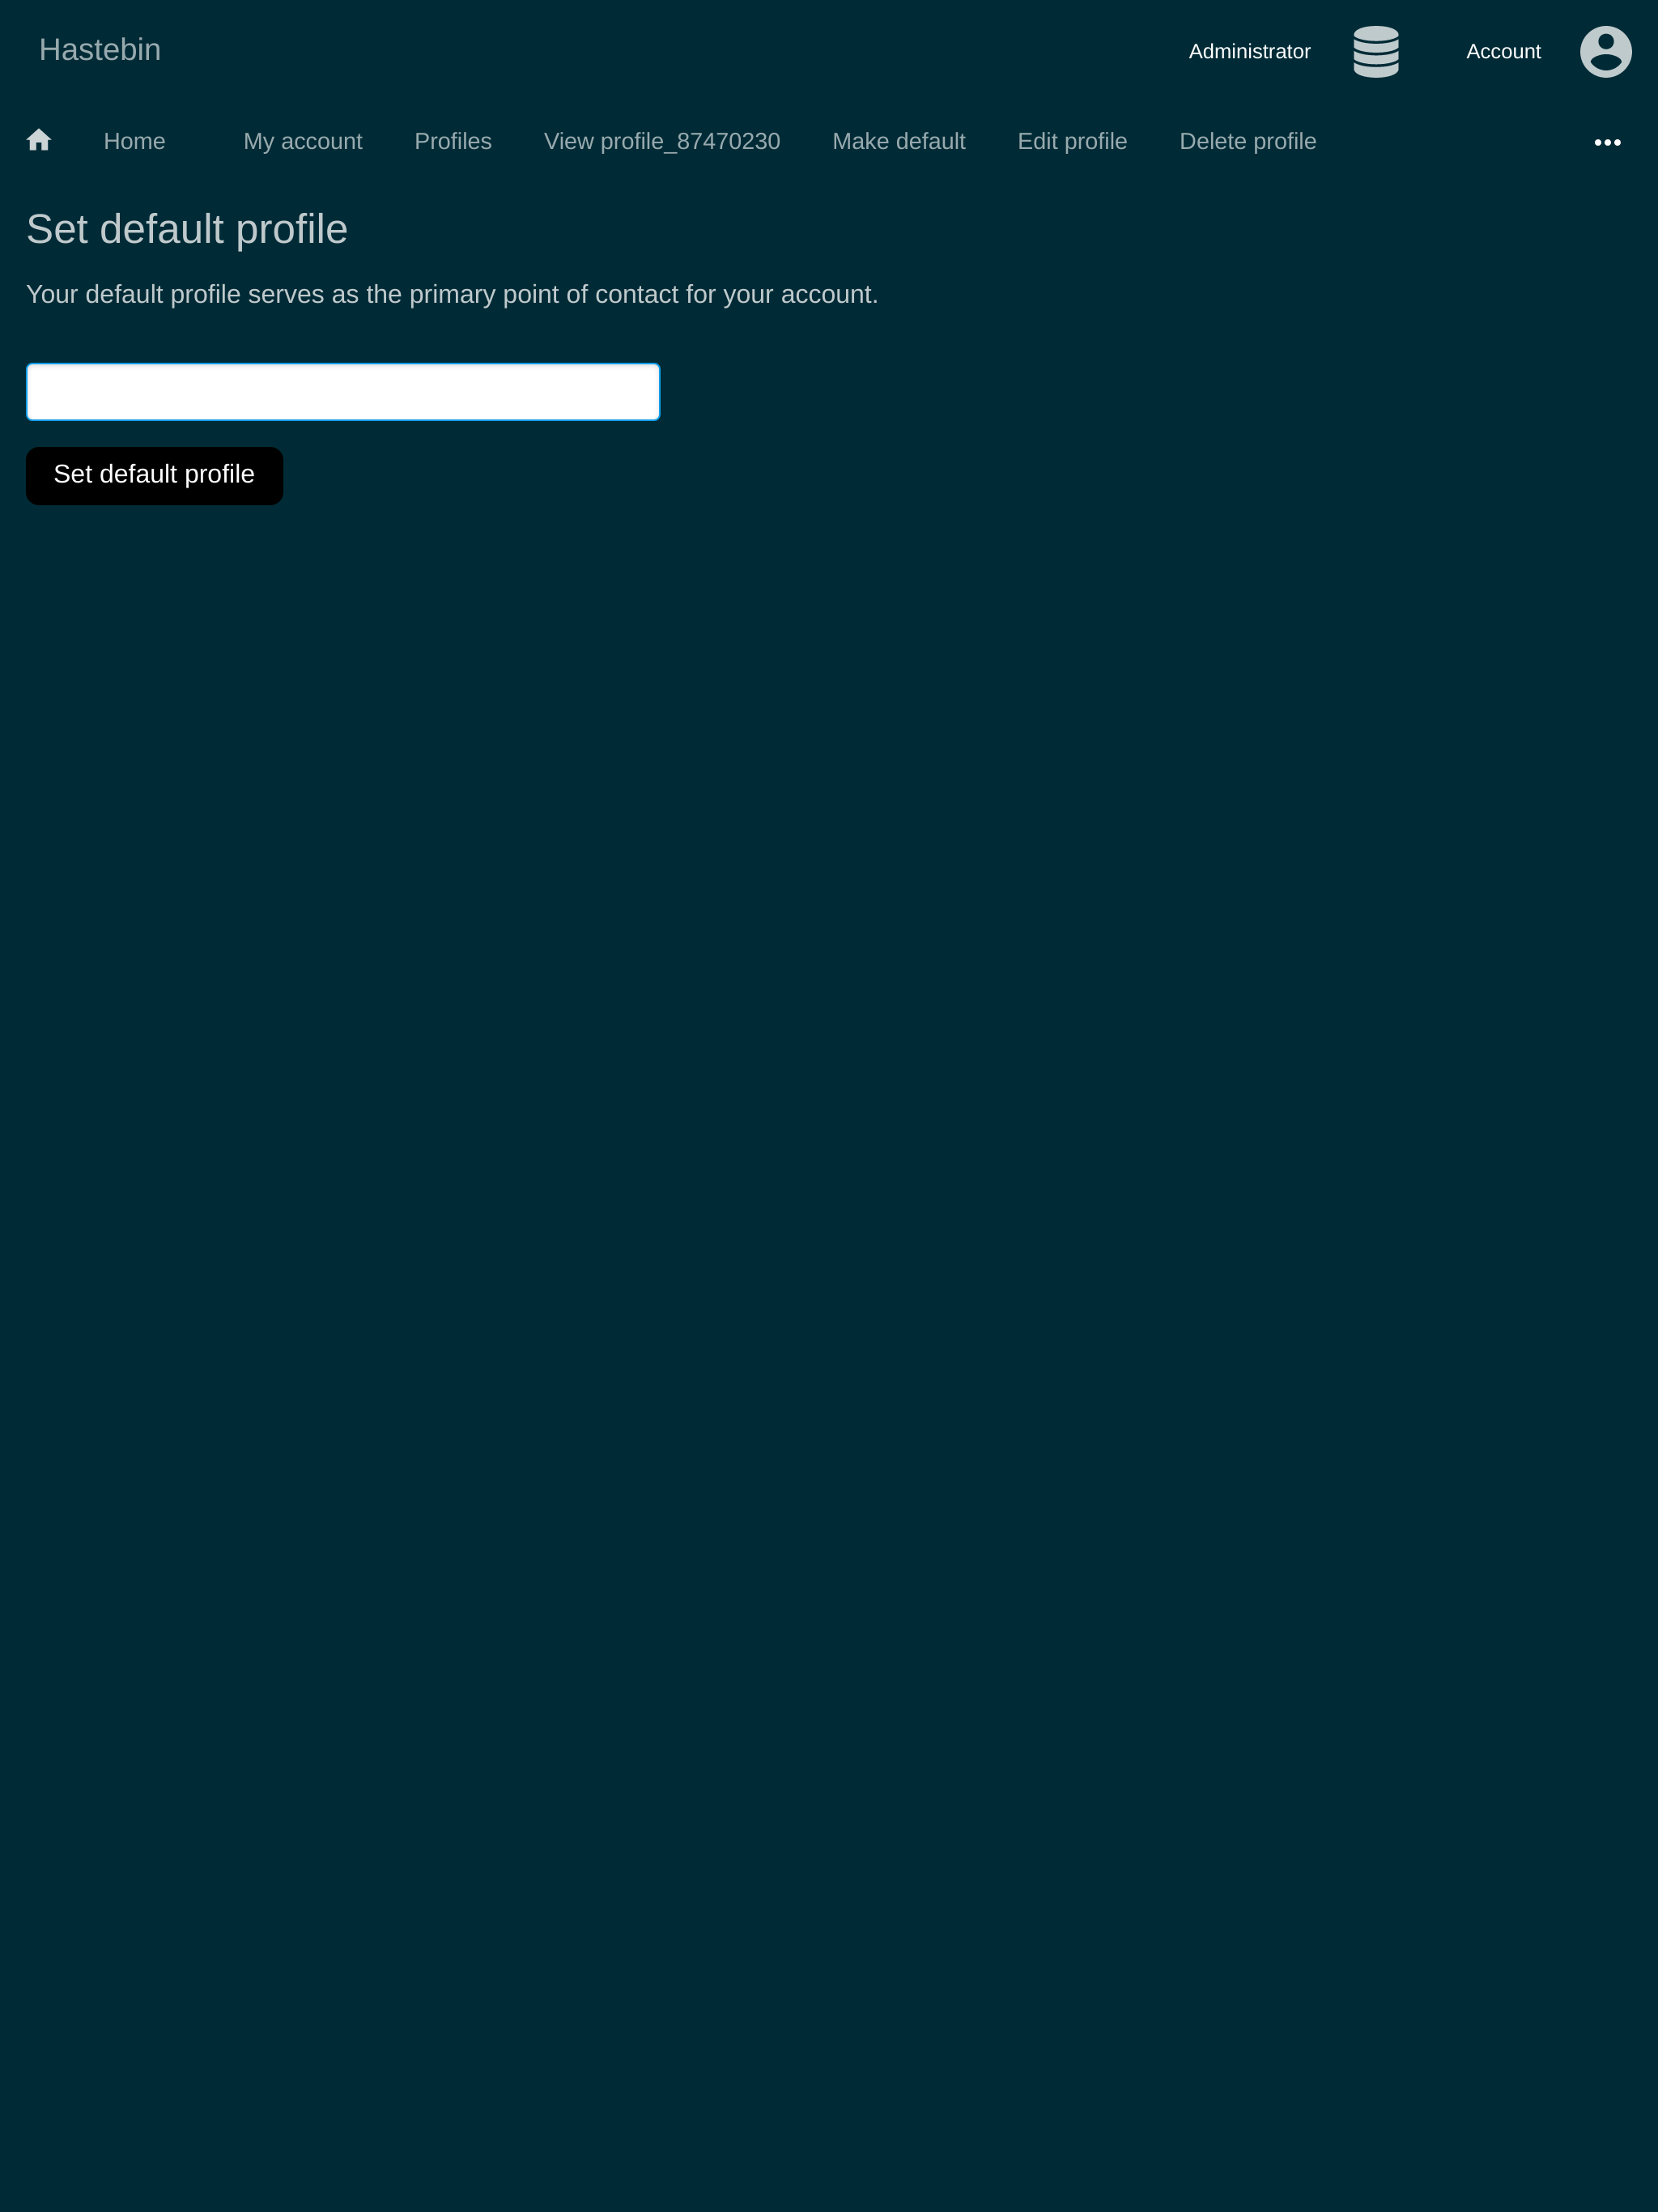 Hastebin
Administrator
Account
Home
My account
Profiles
View profile_87470230
Make default
Edit profile
Delete profile
Set default profile
Your default profile serves as the primary point of contact for your account.
Set default profile